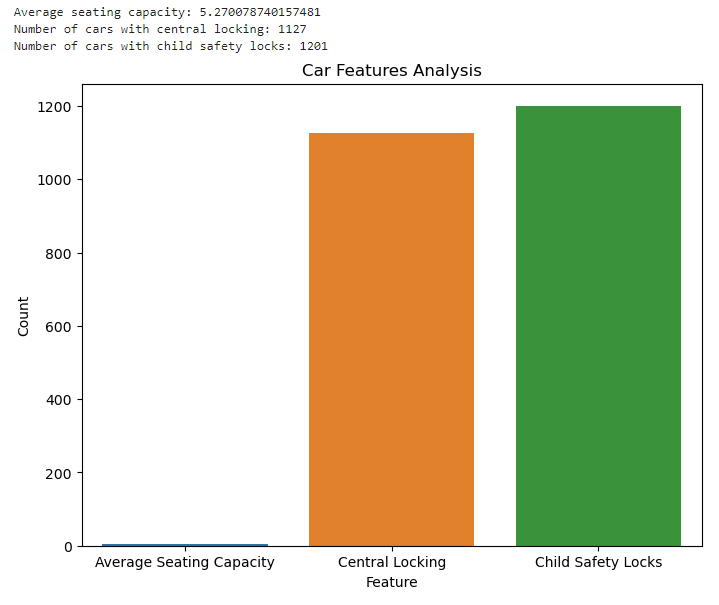 Average seating capacity: 5.270078740157481
Number of cars with central locking: 1127
Number of cars with child safety locks: 1201
Car Features Analysis
1200
1000
800
600
400
200
0
Count
Average Seating Capacity
Central Locking
Child Safety Locks
Feature